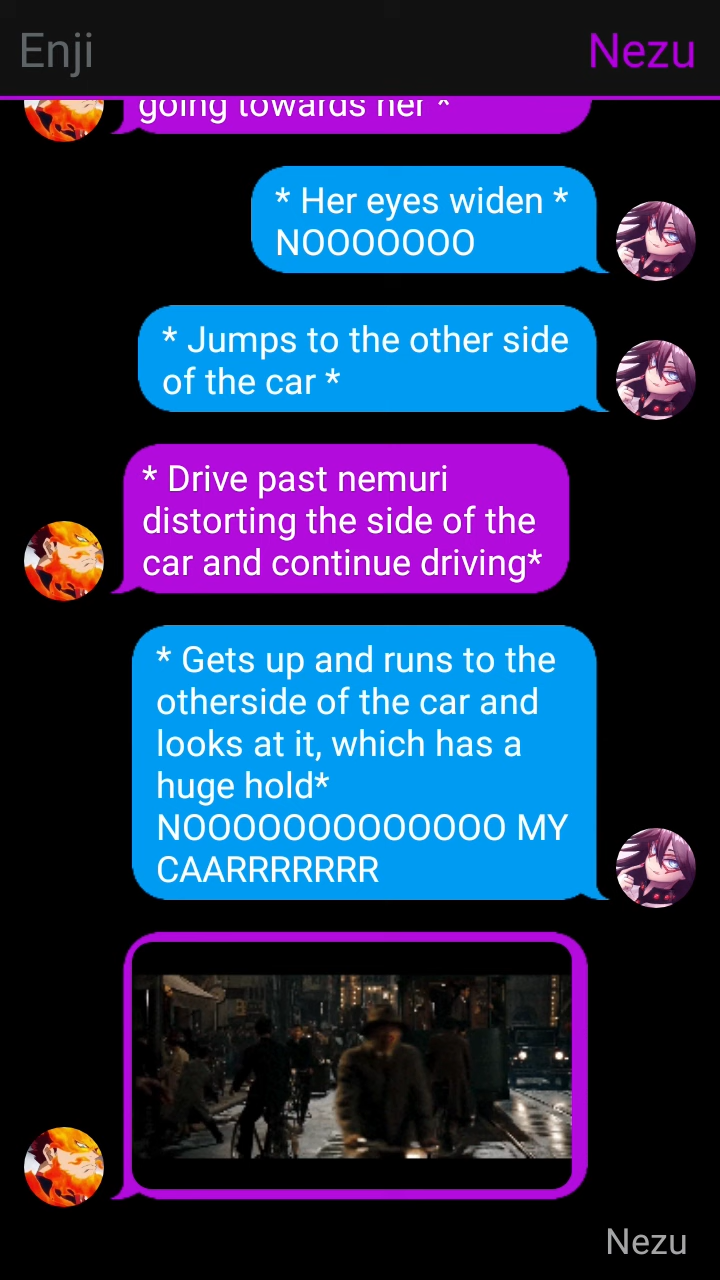 Enji
Nezu
going towards her *
* Her eyes widen *
NOOOOOOO
* Jumps to the other side
of the car *
* Drive past nemuri
distorting the side of the
car and continue driving*
* Gets up and runs to the
otherside of the car and
looks at it, which has a
huge hold*
NOOOOOOOOOOOOO MY
CAARRRRRRR
Nezu